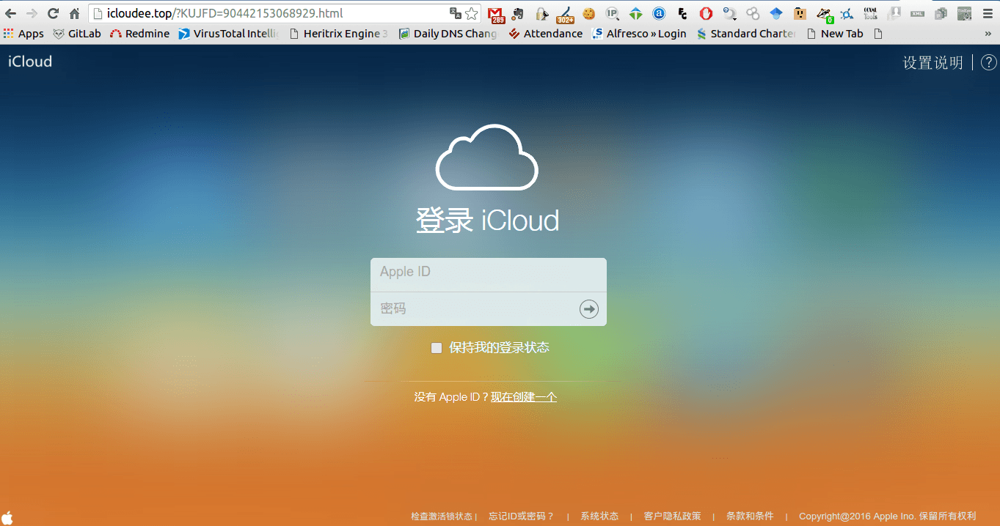 icloudee.top/?KUJFD=90442153068929.html
Apps GitLab Redmine VirusTotal Intelli Heritrix Engine 3 Daily DNS Chang Attendance Alfresco » Login Standard Charter New Tab »
iCloud
设置说明 | ?
登录 iCloud
Apple ID
密码
保持我的登录状态
没有 Apple ID？现在创建一个
检查激活锁状态 | 忘记ID或密码？ | 系统状态 | 客户隐私政策 | 条款和条件 | Copyright@2016 Apple Ino. 保留所有权利